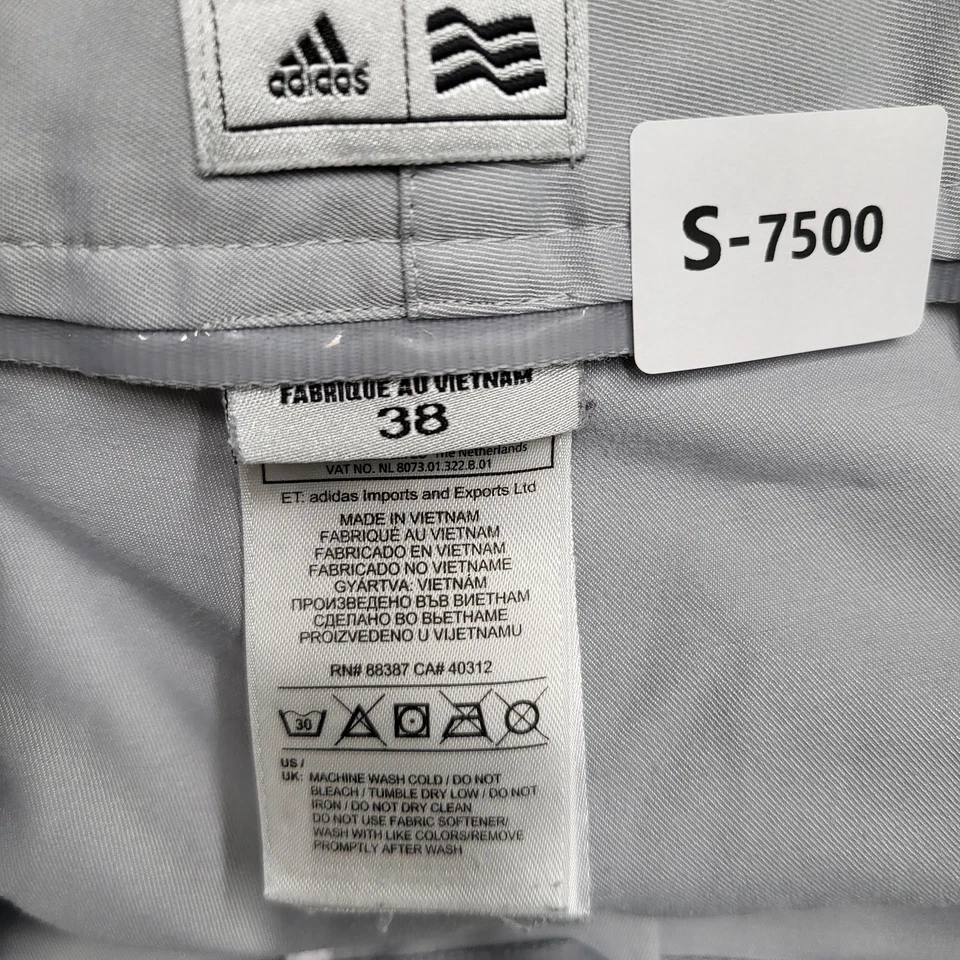 adidas
S-7500
FABRIQUÉ AU VIETNAM
38
The Netherlands
VAT NO. NL 8073.01.322.B.01
ET: adidas Imports and Exports Ltd
MADE IN VIETNAM
FABRIQUÉ AU VIETNAM
FABRICADO EN VIETNAM
FABRICADO NO VIETNAME
GYÁRTVA: VIETNÁM
ПРОИЗВЕДЕНО ВЪВ ВИЕТНАМ
СДЕЛАНО ВО ВЬЕТНАМЕ
PROIZVEDENO U VIJETNAMU
RN# 88387 CA# 40312
30
US /
UK: MACHINE WASH COLD / DO NOT
BLEACH / TUMBLE DRY LOW / DO NOT
IRON / DO NOT DRY CLEAN
DO NOT USE FABRIC SOFTENER/
WASH WITH LIKE COLORS/REMOVE
PROMPTLY AFTER WASH